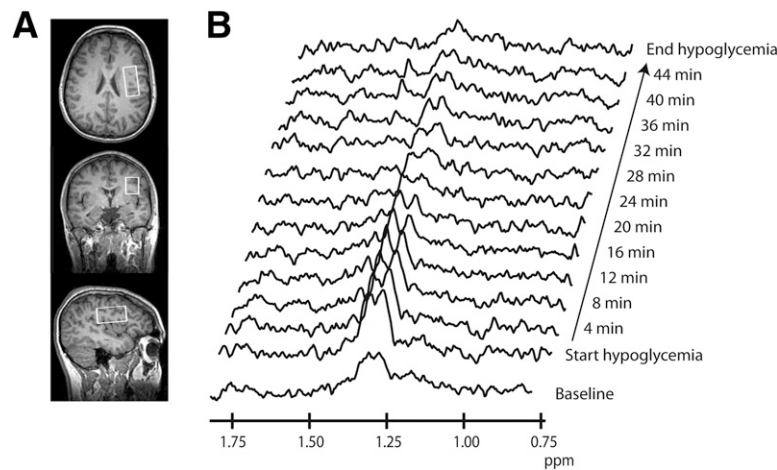 A
B
End hypoglycemia
44 min
40 min
36 min
32 min
28 min
24 min
20 min
16 min
12 min
8 min
4 min
Start hypoglycemia
Baseline
1.75 1.50 1.25 1.00 0.75
ppm